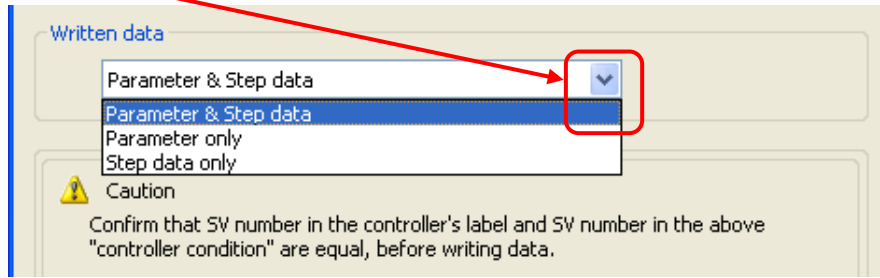 Written data
Parameter & Step data
Parameter & Step data
Parameter only
Step data only
Caution
Confirm that SV number in the controller's label and SV number in the above
"controller condition" are equal, before writing data.